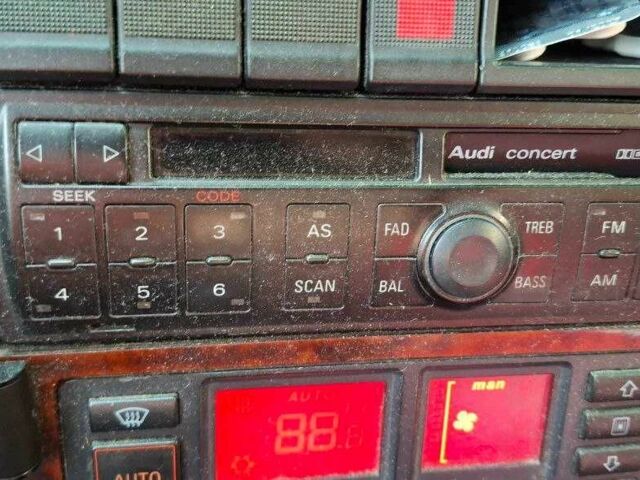 Audi concert
SEEK CODE
1 2 3 AS FAD TREB FM
4 5 6 SCAN BAL BASS AM
AUTO man
88.8
AUTO